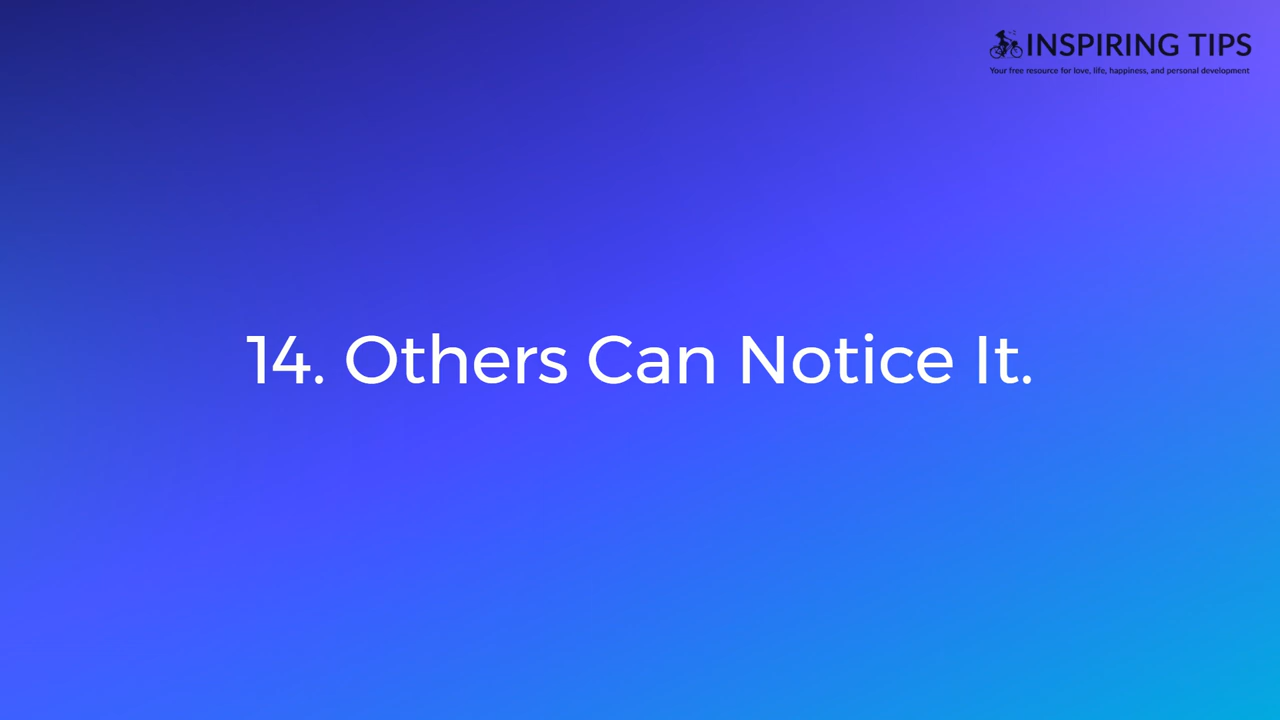 INSPIRING TIPS
Your free resource for love, life, happiness, and personal development
14. Others Can Notice It.